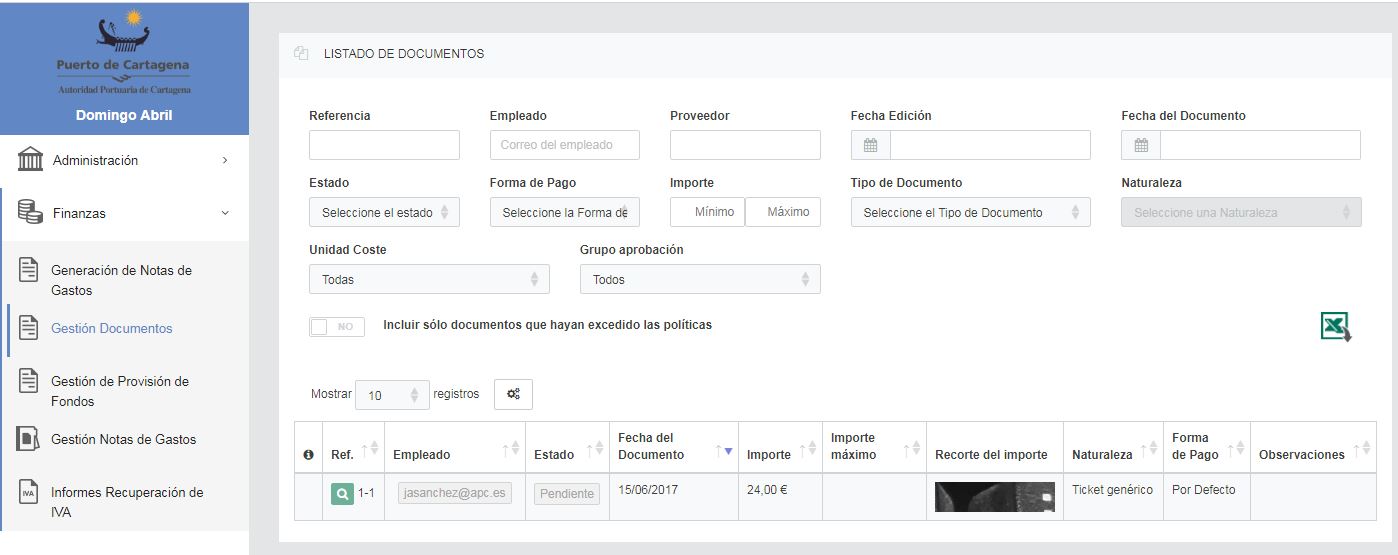 Puerto de Cartagena
Autoridad Portuaria de Cartagena
Domingo Abril
Administración
Finanzas
Generación de Notas de
Gastos
Gestión Documentos
Gestión de Provisión de
Fondos
Gestión Notas de Gastos
IVA
Informes Recuperación de
IVA
LISTADO DE DOCUMENTOS
Referencia Empleado Proveedor Fecha Edición Fecha del Documento
Correo del empleado
Estado Forma de Pago Importe Tipo de Documento Naturaleza
Seleccione el estado Seleccione la Forma de Mínimo Máximo Seleccione el Tipo de Documento Seleccione una Naturaleza
Unidad Coste Grupo aprobación
Todas Todos
NO Incluir sólo documentos que hayan excedido las políticas
Mostrar 10 registros
Ref. Empleado Estado Fecha del Documento Importe Importe máximo Recorte del importe Naturaleza Forma de Pago Observaciones
1-1 jasanchez@apc.es Pendiente 15/06/2017 24,00 € Ticket genérico Por Defecto